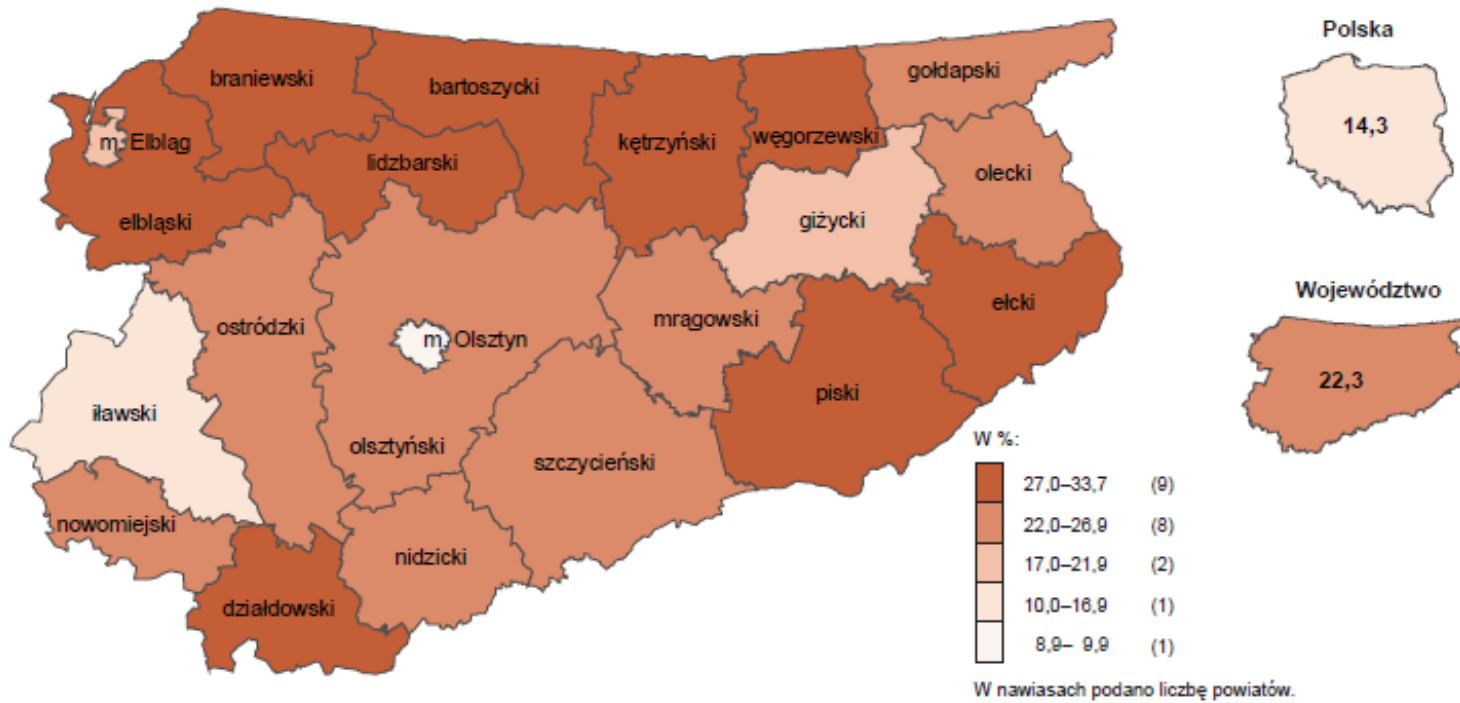 braniewski
bartoszycki
gołdapski
m. Elbląg
lidzbarski
kętrzyński
węgorzewski
olecki
elbląski
giżycki
ostródzki
m. Olsztyn
mrągowski
ełcki
iławski
piski
olsztyński
szczycieński
nowomiejski
nidzicki
działdowski
Polska
14,3
Województwo
22,3
W %:
27,0–33,7 (9)
22,0–26,9 (8)
17,0–21,9 (2)
10,0–16,9 (1)
8,9– 9,9 (1)
W nawiasach podano liczbę powiatów.